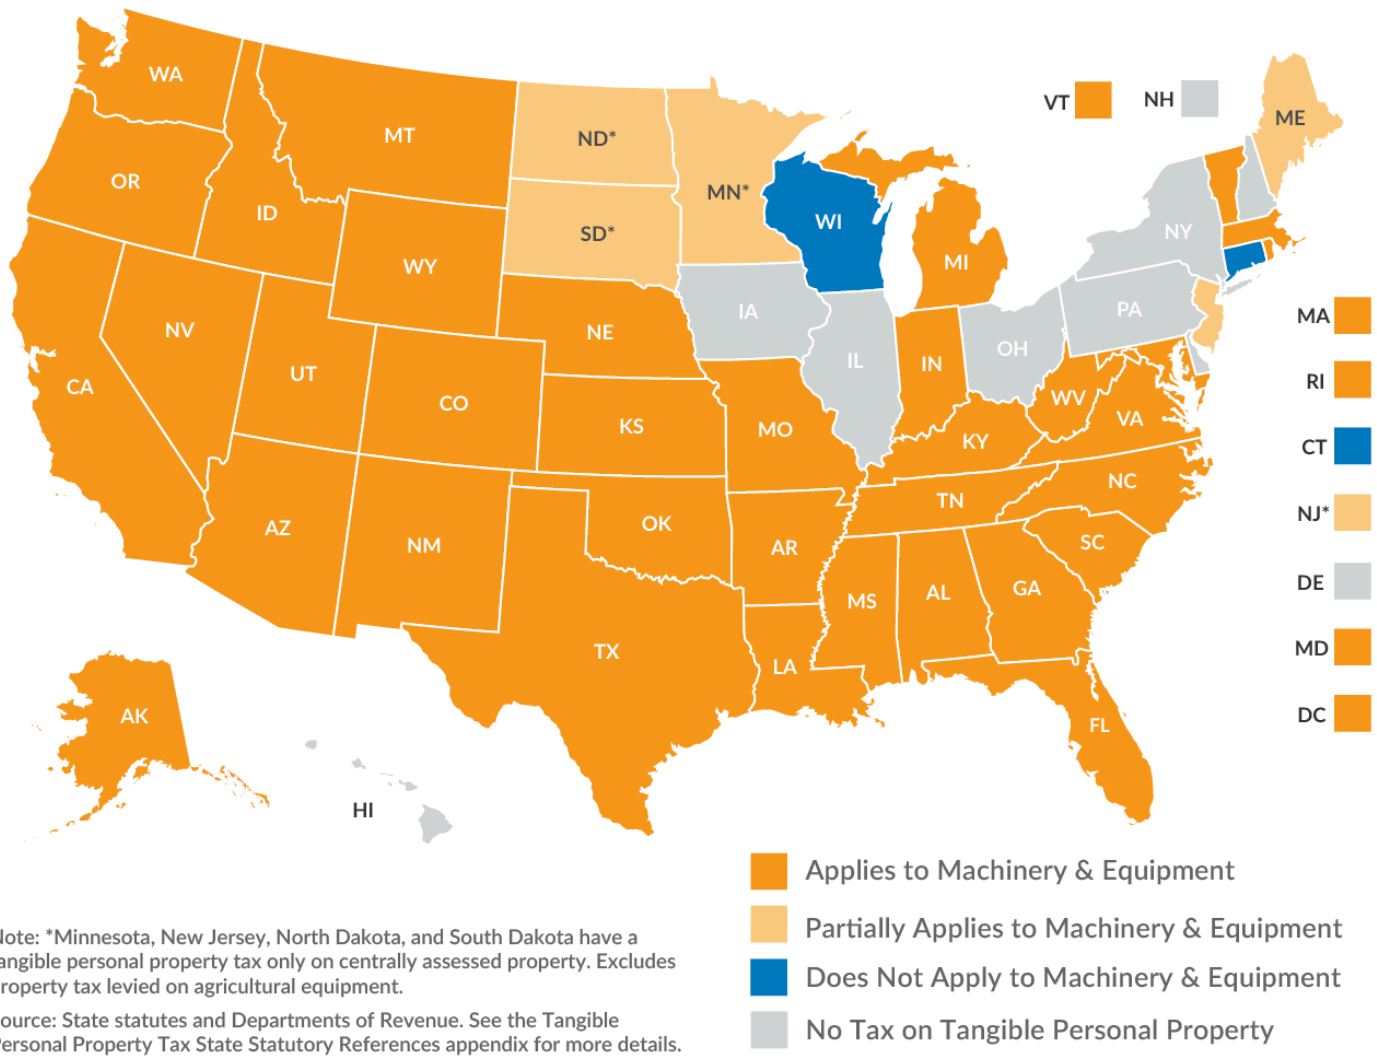 WA
MT
ND*
MN*
VT
NH
ME
OR
ID
SD*
WI
NY
WY
MI
IA
PA
MA
NV
NE
IL
IN
OH
UT
CA
CO
KS
MO
WV
VA
RI
KY
CT
AZ
NM
OK
AR
TN
NC
NJ*
SC
MS
AL
GA
DE
TX
LA
MD
AK
FL
DC
HI
Applies to Machinery & Equipment
Partially Applies to Machinery & Equipment
Does Not Apply to Machinery & Equipment
No Tax on Tangible Personal Property
Note: *Minnesota, New Jersey, North Dakota, and South Dakota have a
tangible personal property tax only on centrally assessed property. Excludes
property tax levied on agricultural equipment.
Source: State statutes and Departments of Revenue. See the Tangible
Personal Property Tax State Statutory References appendix for more details.